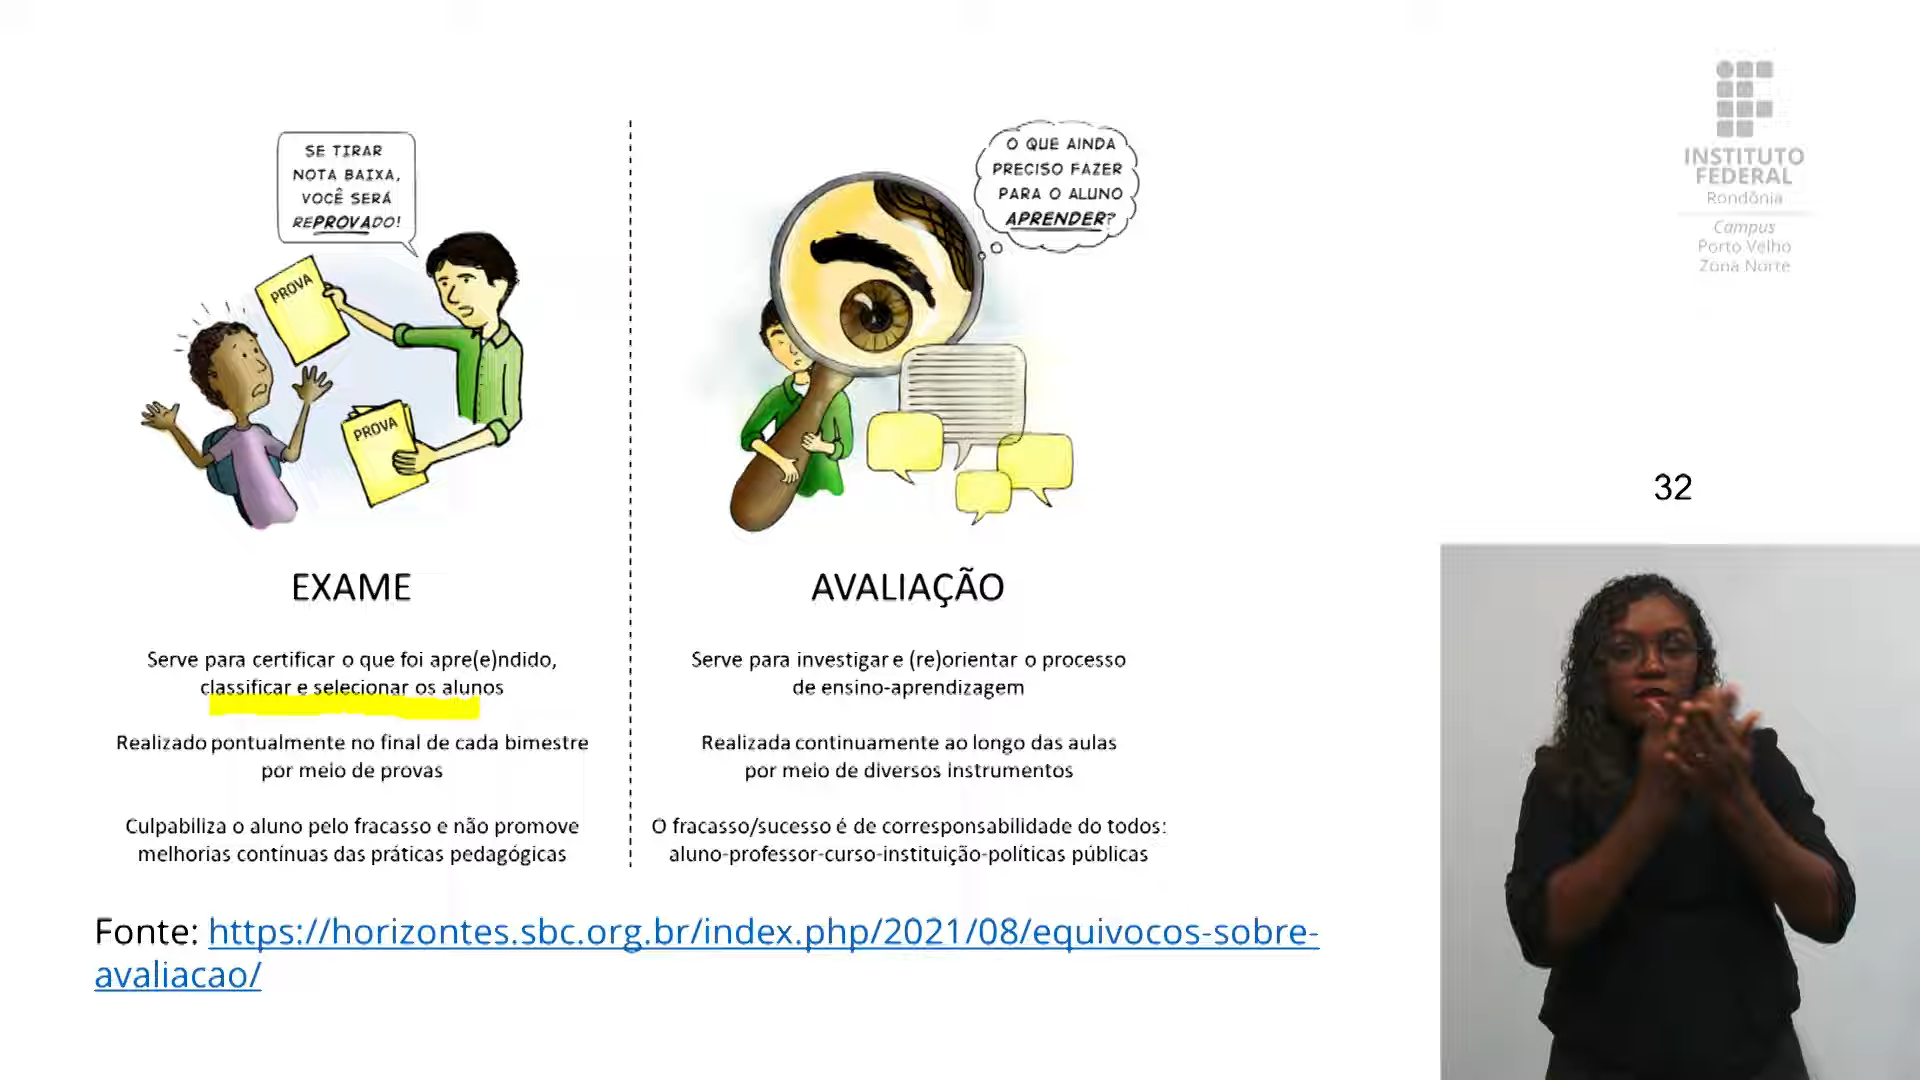 SE TIRAR
NOTA BAIXA,
VOCÊ SERÁ
REPROVADO!
PROVA
PROVA
EXAME
Serve para certificar o que foi apre(e)ndido,
classificar e selecionar os alunos
Realizado pontualmente no final de cada bimestre
por meio de provas
Culpabiliza o aluno pelo fracasso e não promove
melhorias contínuas das práticas pedagógicas
O QUE AINDA
PRECISO FAZER
PARA O ALUNO
APRENDER?
AVALIAÇÃO
Serve para investigar e (re)orientar o processo
de ensino-aprendizagem
Realizada continuamente ao longo das aulas
por meio de diversos instrumentos
O fracasso/sucesso é de corresponsabilidade do todos:
aluno-professor-curso-instituição-políticas públicas
Fonte: https://horizontes.sbc.org.br/index.php/2021/08/equivocos-sobre-
avaliacao/
INSTITUTO
FEDERAL
Rondônia
Campus
Porto Velho
Zona Norte
32